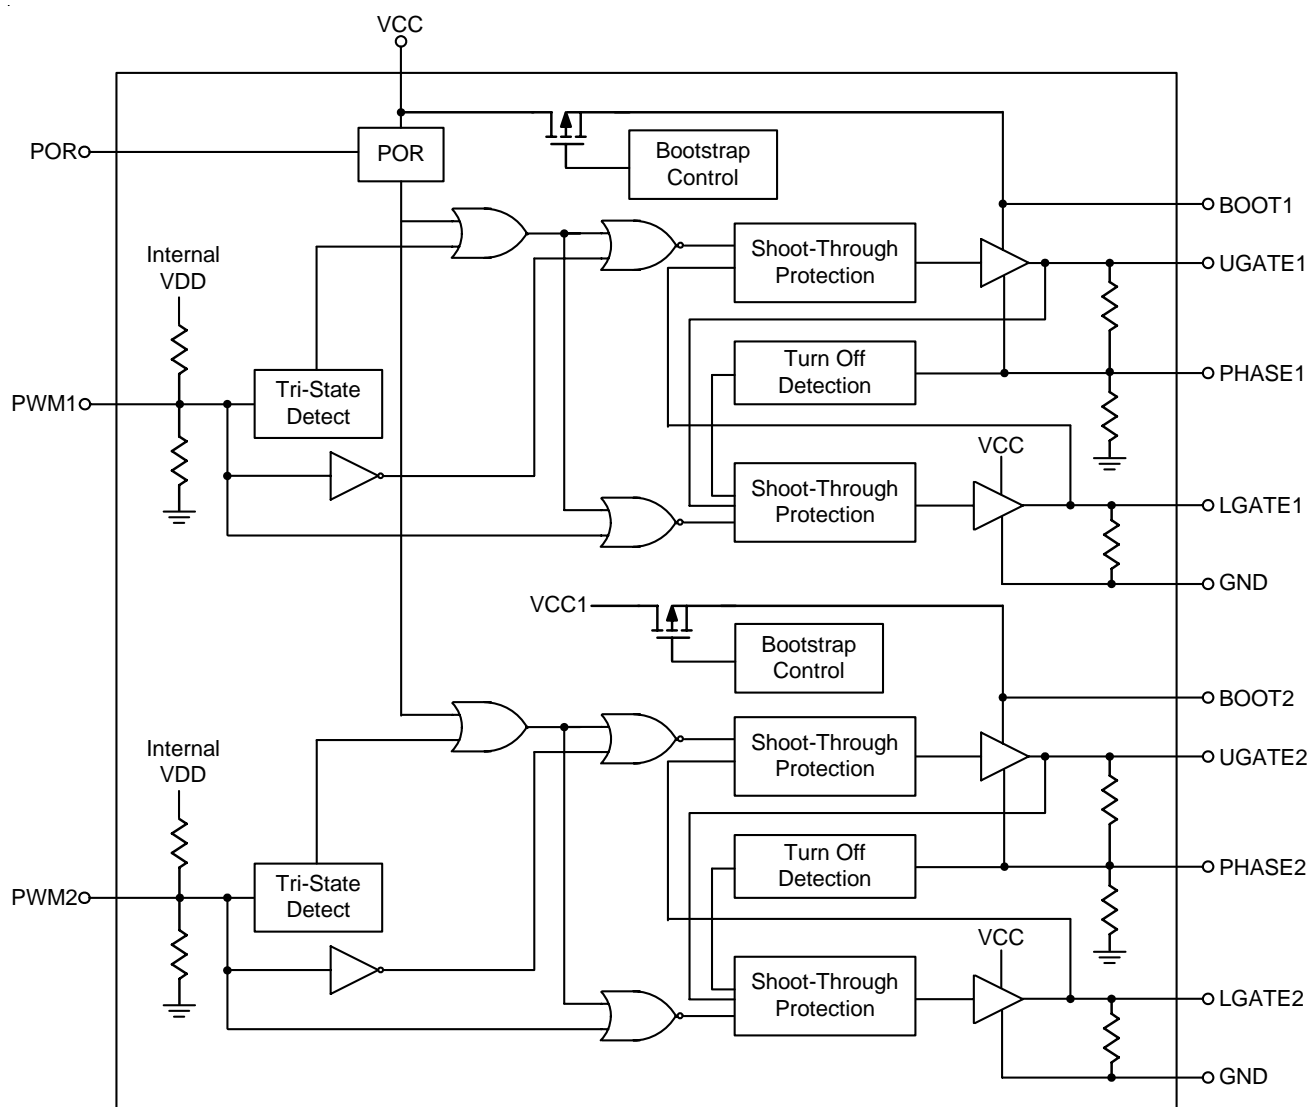 VCC
POR
POR
Bootstrap
Control
BOOT1
Internal
VDD
Shoot-Through
Protection
UGATE1
Turn Off
Detection
PHASE1
PWM1
Tri-State
Detect
VCC
Shoot-Through
Protection
LGATE1
GND
VCC1
Bootstrap
Control
BOOT2
Internal
VDD
Shoot-Through
Protection
UGATE2
Turn Off
Detection
PHASE2
PWM2
Tri-State
Detect
VCC
Shoot-Through
Protection
LGATE2
GND